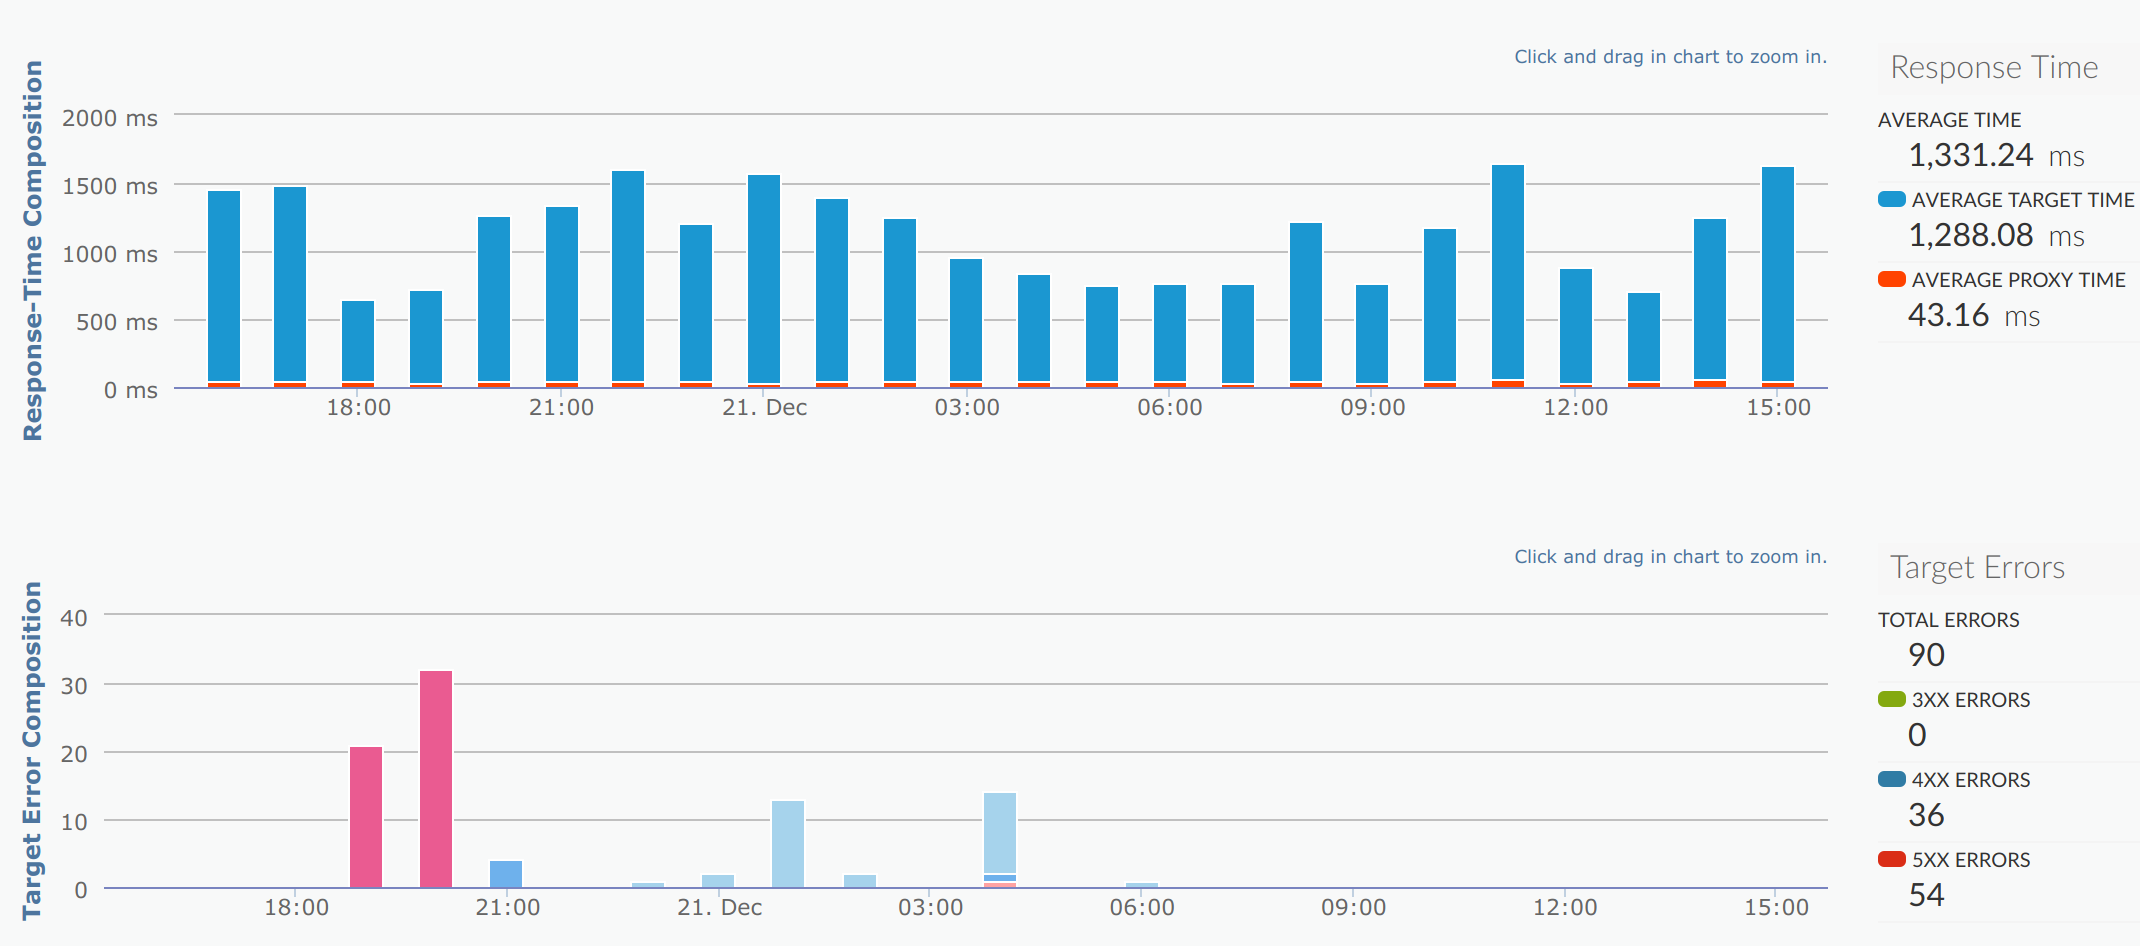 Click and drag in chart to zoom in.
Response-Time Composition
2000 ms
1500 ms
1000 ms
500 ms
0 ms
18:00
21:00
21. Dec
03:00
06:00
09:00
12:00
15:00
Response Time
AVERAGE TIME
1,331.24 ms
AVERAGE TARGET TIME
1,288.08 ms
AVERAGE PROXY TIME
43.16 ms
Click and drag in chart to zoom in.
Target Error Composition
40
30
20
10
0
18:00
21:00
21. Dec
03:00
06:00
09:00
12:00
15:00
Target Errors
TOTAL ERRORS
90
3XX ERRORS
0
4XX ERRORS
36
5XX ERRORS
54